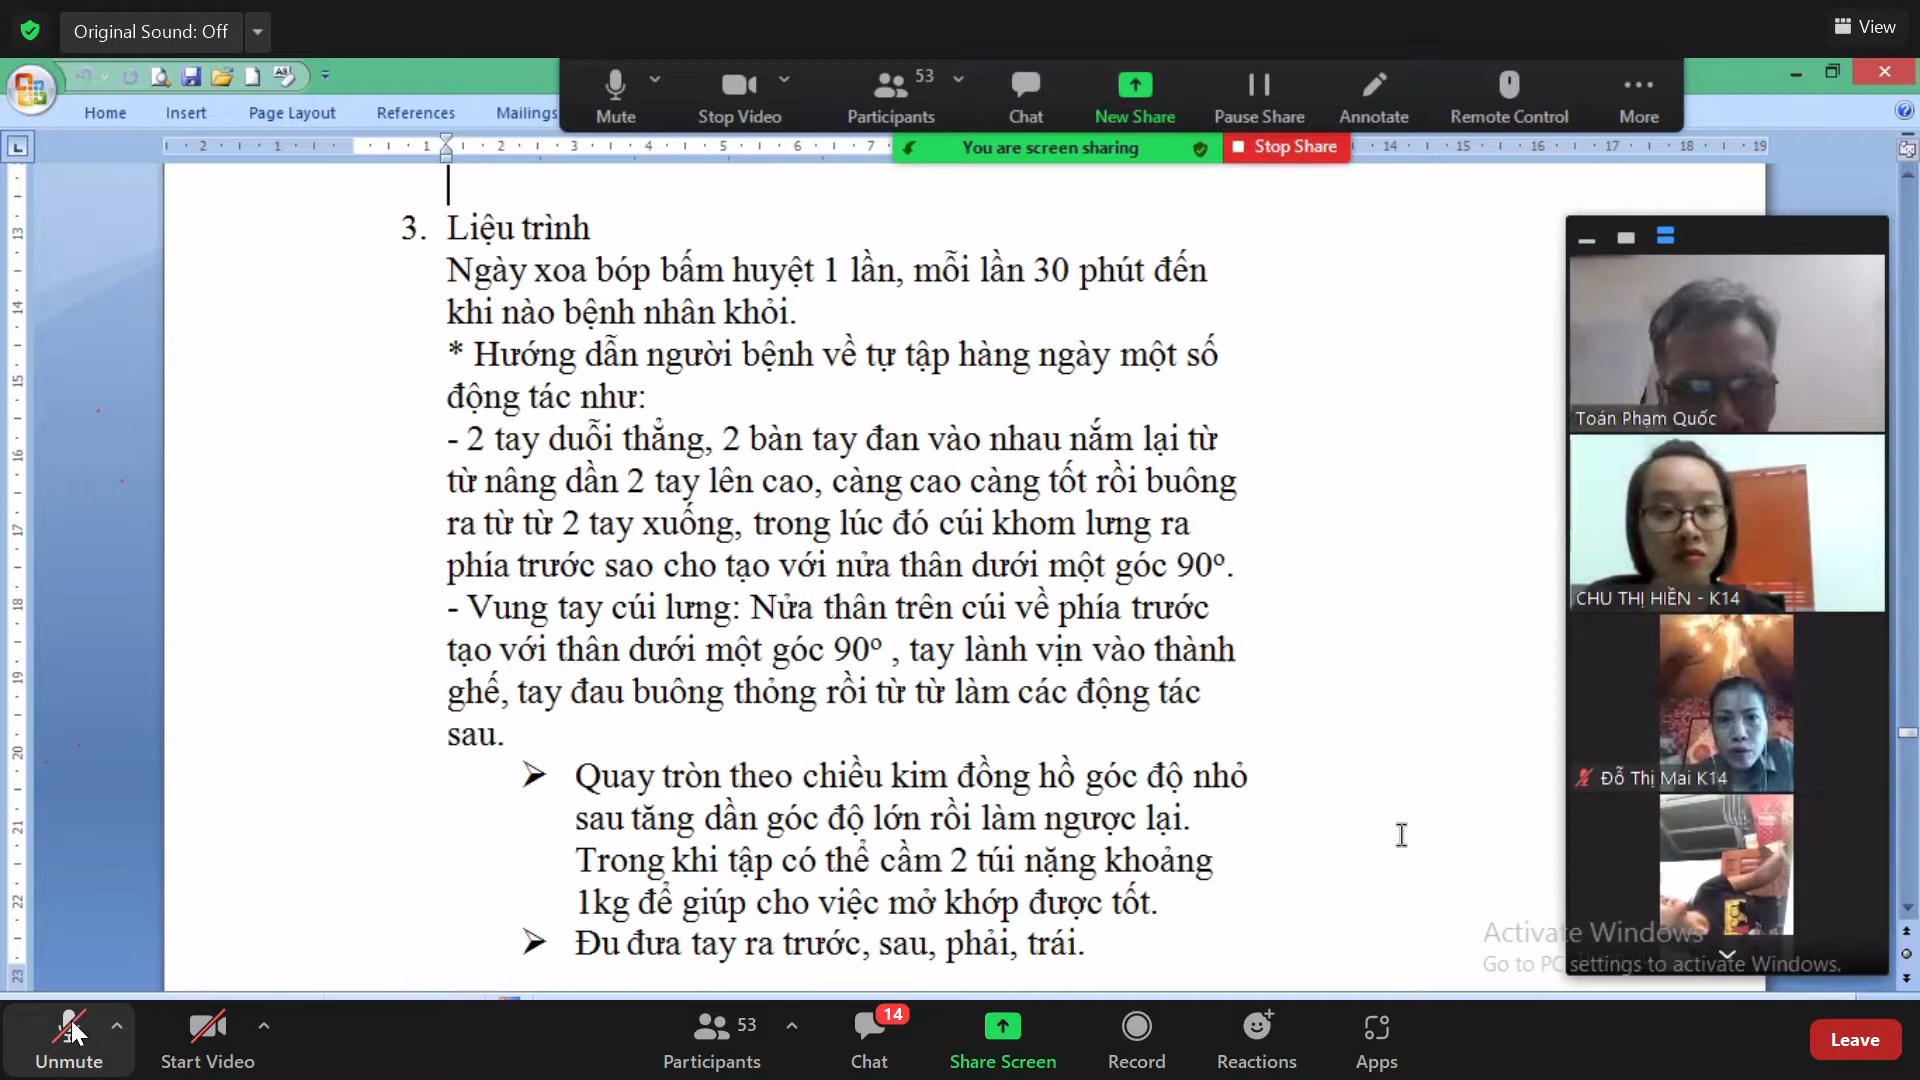 Original Sound: Off
View
Home
Insert
Page Layout
References
Mailings
Mute
Stop Video
53
Participants
Chat
New Share
Pause Share
Annotate
Remote Control
More
You are screen sharing
Stop Share
3. Liệu trình
Ngày xoa bóp bấm huyệt 1 lần, mỗi lần 30 phút đến
khi nào bệnh nhân khỏi.
* Hướng dẫn người bệnh về tự tập hàng ngày một số
động tác như:
- 2 tay duỗi thẳng, 2 bàn tay đan vào nhau nắm lại từ
từ nâng dần 2 tay lên cao, càng cao càng tốt rồi buông
ra từ từ 2 tay xuống, trong lúc đó cúi khom lưng ra
phía trước sao cho tạo với nửa thân dưới một góc 90º.
- Vung tay cúi lưng: Nửa thân trên cúi về phía trước
tạo với thân dưới một góc 90º , tay lành vịn vào thành
ghế, tay đau buông thỏng rồi từ từ làm các động tác
sau.
➢ Quay tròn theo chiều kim đồng hồ góc độ nhỏ
sau tăng dần góc độ lớn rồi làm ngược lại.
Trong khi tập có thể cầm 2 túi nặng khoảng
1kg để giúp cho việc mở khớp được tốt.
➢ Đu đưa tay ra trước, sau, phải, trái.
Toán Phạm Quốc
CHU THỊ HIỀN - K14
Đỗ Thị Mai K14
Activate Windows
Go to PC settings to activate Windows.
Unmute
Start Video
53
Participants
14
Chat
Share Screen
Record
Reactions
Apps
Leave